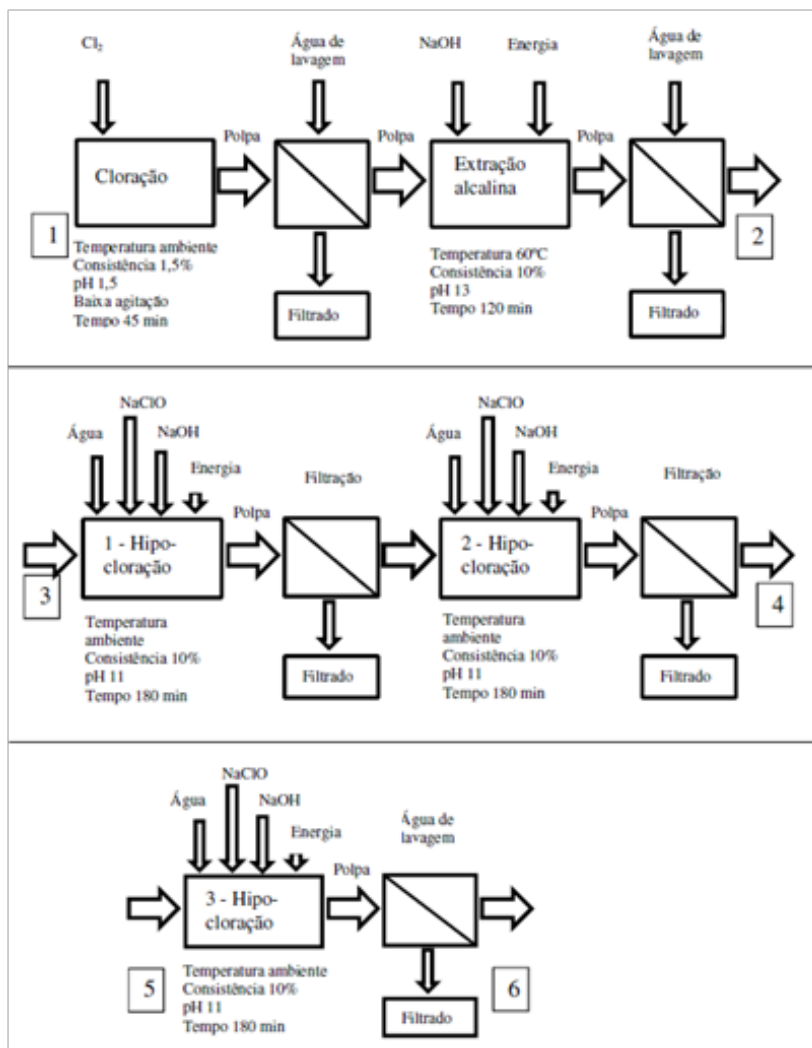 Cl₂
Água de
lavagem
NaOH
Energia
Água de
lavagem
Cloração
Polpa
Polpa
Extração
alcalina
Polpa
1
Temperatura ambiente
Consistência 1,5%
pH 1,5
Baixa agitação
Tempo 45 min
Filtrado
Temperatura 60ºC
Consistência 10%
pH 13
Tempo 120 min
2
Filtrado
NaClO
Água
NaOH
Energia
Filtração
NaClO
Água
NaOH
Energia
Filtração
1 - Hipo-
cloração
Polpa
2 - Hipo-
cloração
Polpa
3
Temperatura
ambiente
Consistência 10%
pH 11
Tempo 180 min
Filtrado
Temperatura
ambiente
Consistência 10%
pH 11
Tempo 180 min
4
Filtrado
NaClO
Água
NaOH
Energia
Água de
lavagem
3 - Hipo-
cloração
Polpa
5
Temperatura ambiente
Consistência 10%
pH 11
Tempo 180 min
6
Filtrado